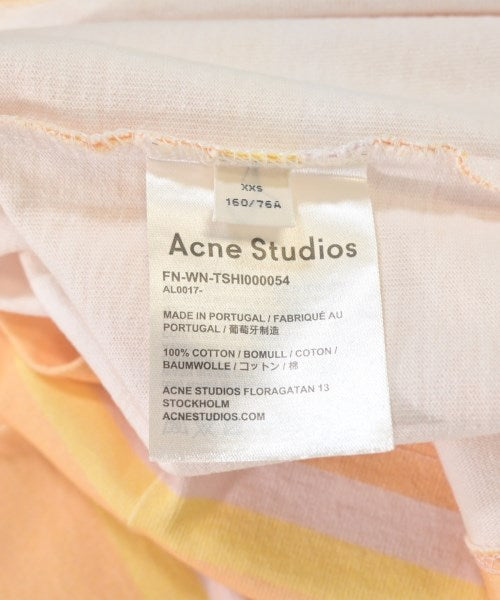 XXS
160/76A
Acne Studios
FN-WN-TSHI000054
AL0017-
MADE IN PORTUGAL / FABRIQUÉ AU
PORTUGAL / 葡萄牙制造
100% COTTON / BOMULL / COTON /
BAUMWOLLE / コットン / 棉
ACNE STUDIOS FLORAGATAN 13
STOCKHOLM
ACNESTUDIOS.COM